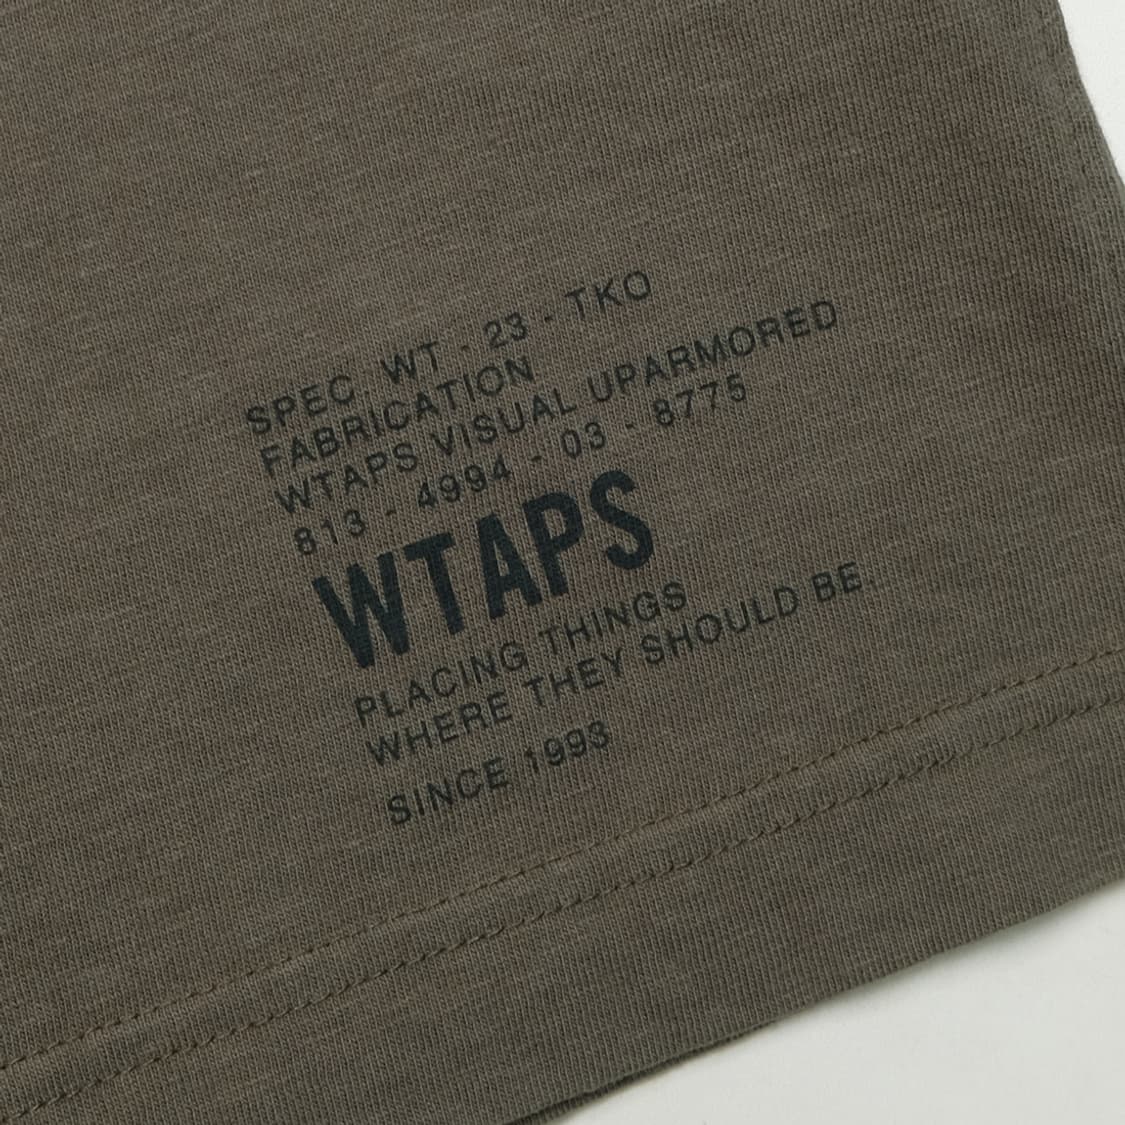 SPEC. WT - 23 - TKO
FABRICATION
WTAPS VISUAL UPARMORED
813 - 4994 - 03 - 8775
WTAPS
PLACING THINGS
WHERE THEY SHOULD BE.
SINCE 1993